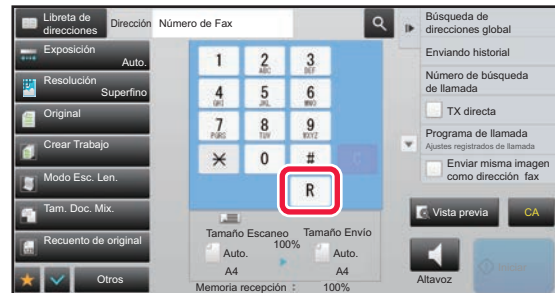 Libreta de
direcciones
Dirección
Número de Fax
Exposición
Auto.
Resolución
Superfino
Original
Crear Trabajo
Modo Esc. Len.
Tam. Doc. Mix.
Recuento de original
Otros
1
2
ABC
3
DEF
4
GHI
5
JKL
6
MNO
7
PQRS
8
TUV
9
WXYZ
0
#
C
R
Tamaño Escaneo
Tamaño Envío
100%
Auto.
A4
Auto.
A4
Memoria recepción : 100%
Búsqueda de
direcciones global
Enviando historial
Número de búsqueda
de llamada
TX directa
Programa de llamada
Ajustes registrados de llamada
Enviar misma imagen
como dirección fax
Vista previa
CA
Altavoz